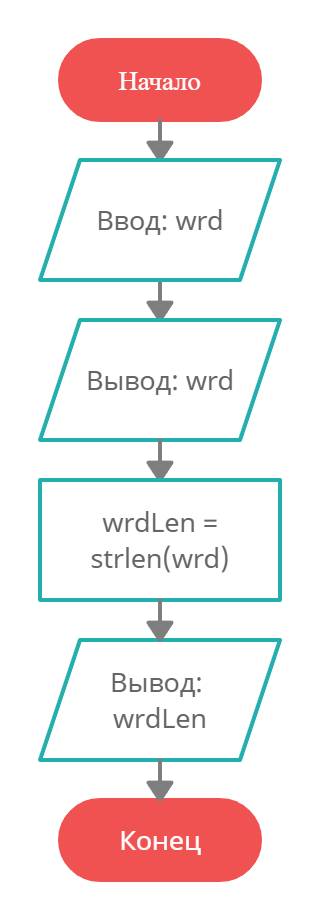 Начало
Ввод: wrd
Вывод: wrd
wrdLen =
strlen(wrd)
Вывод:
wrdLen
Конец